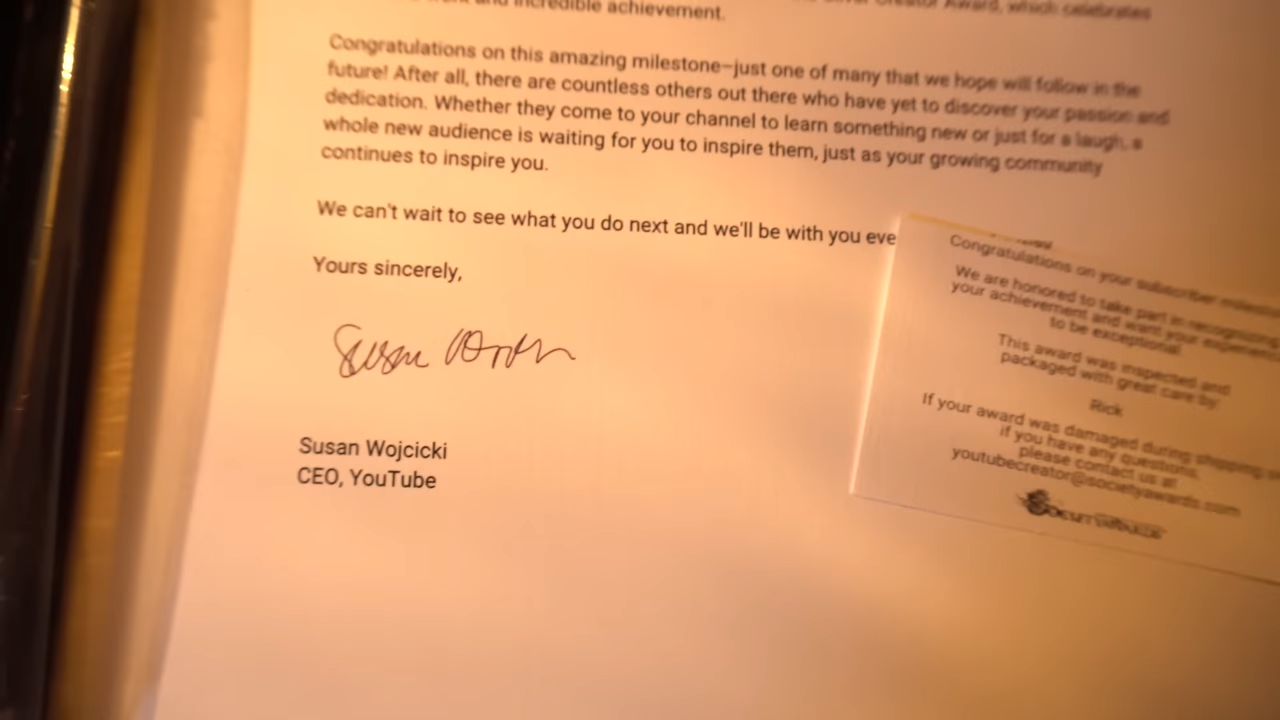 and incredible achievement.
Creator Award, which celebrates
Congratulations on this amazing milestone—just one of many that we hope will follow in the
future! After all, there are countless others out there who have yet to discover your passion and
dedication. Whether they come to your channel to learn something new or just for a laugh, a
whole new audience is waiting for you to inspire them, just as your growing community
continues to inspire you.
We can't wait to see what you do next and we'll be with you eve
Yours sincerely,
Susan Wojcicki
CEO, YouTube
Congratulations on your subscriber
We are honored to take part in recognizing
your achievement and want your
to be exceptional.
This award was inspected and
packaged with great care by:
Rick
If your award was damaged during shipping
if you have any questions,
please contact us at
youtubecreator@societyawards.com
SocietyAwards